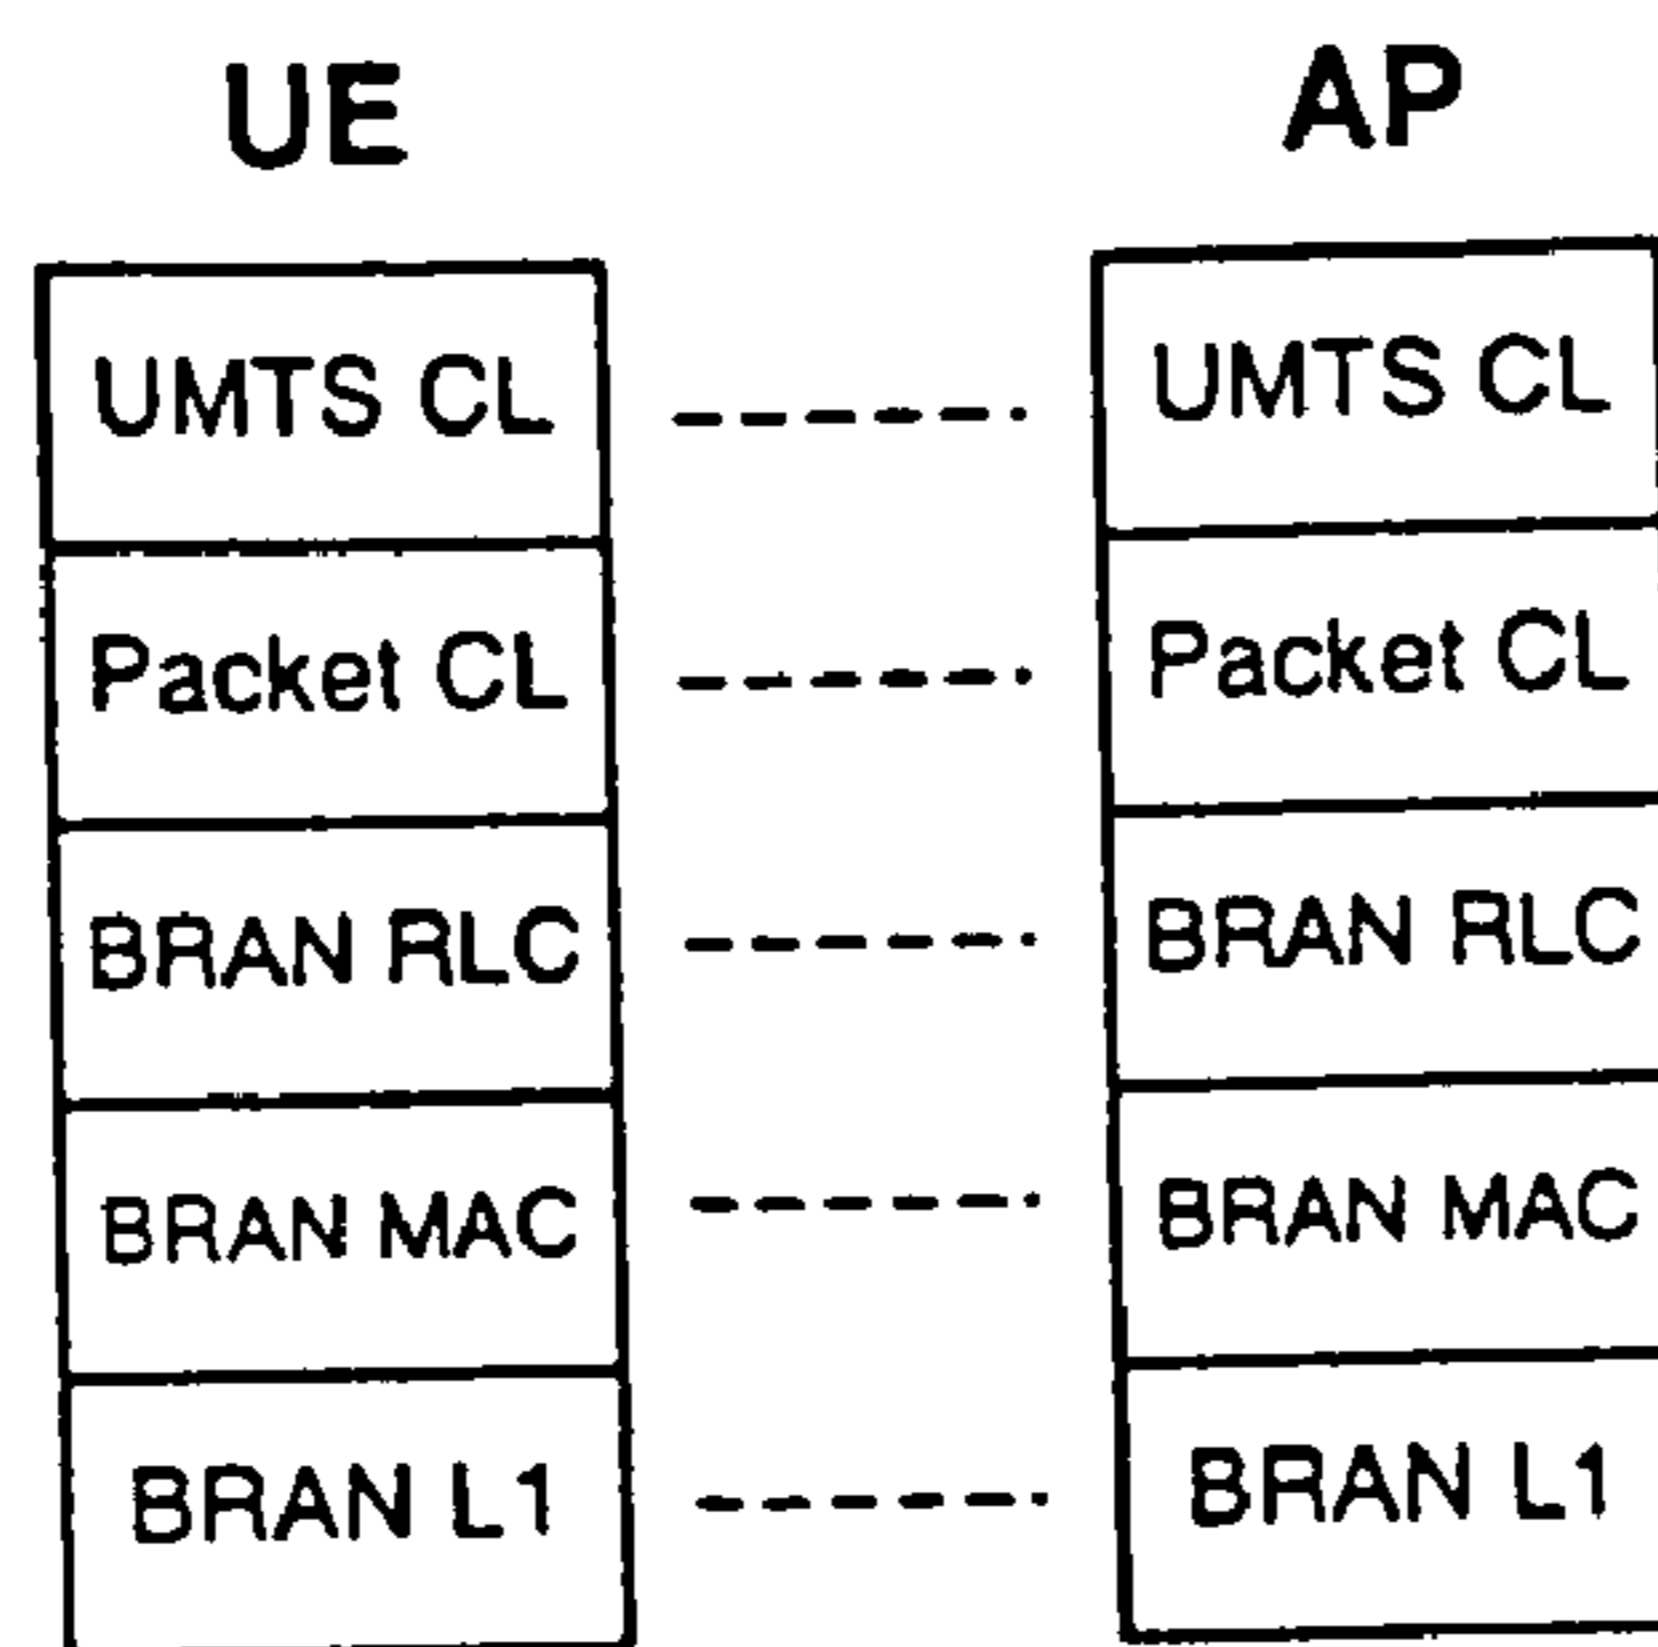 UE
AP
UMTS CL
UMTS CL
Packet CL
Packet CL
BRAN RLC
BRAN RLC
BRAN MAC
BRAN MAC
BRAN L1
BRAN L1